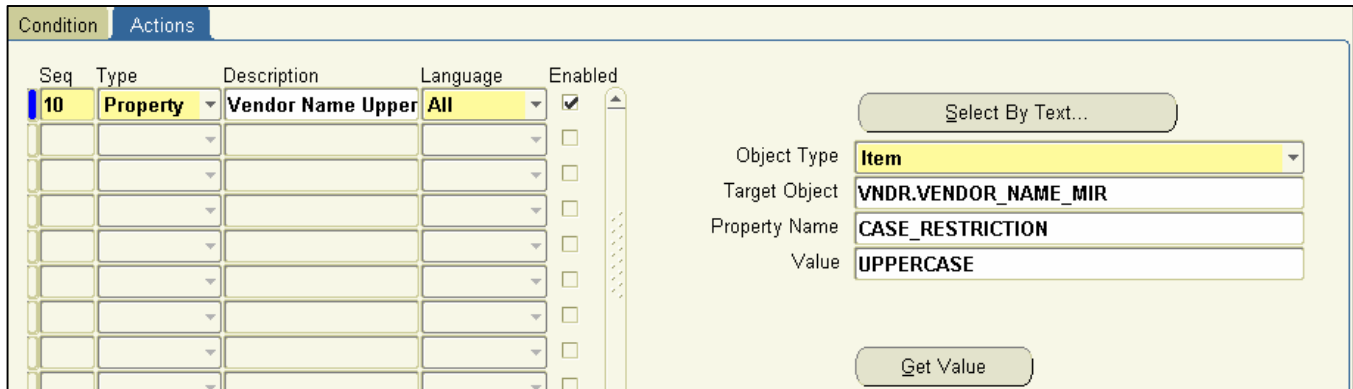 Condition Actions
Seq Type Description Language Enabled
10 Property Vendor Name Upper All
Select By Text...
Object Type Item
Target Object VNDR.VENDOR_NAME_MIR
Property Name CASE_RESTRICTION
Value UPPERCASE
Get Value